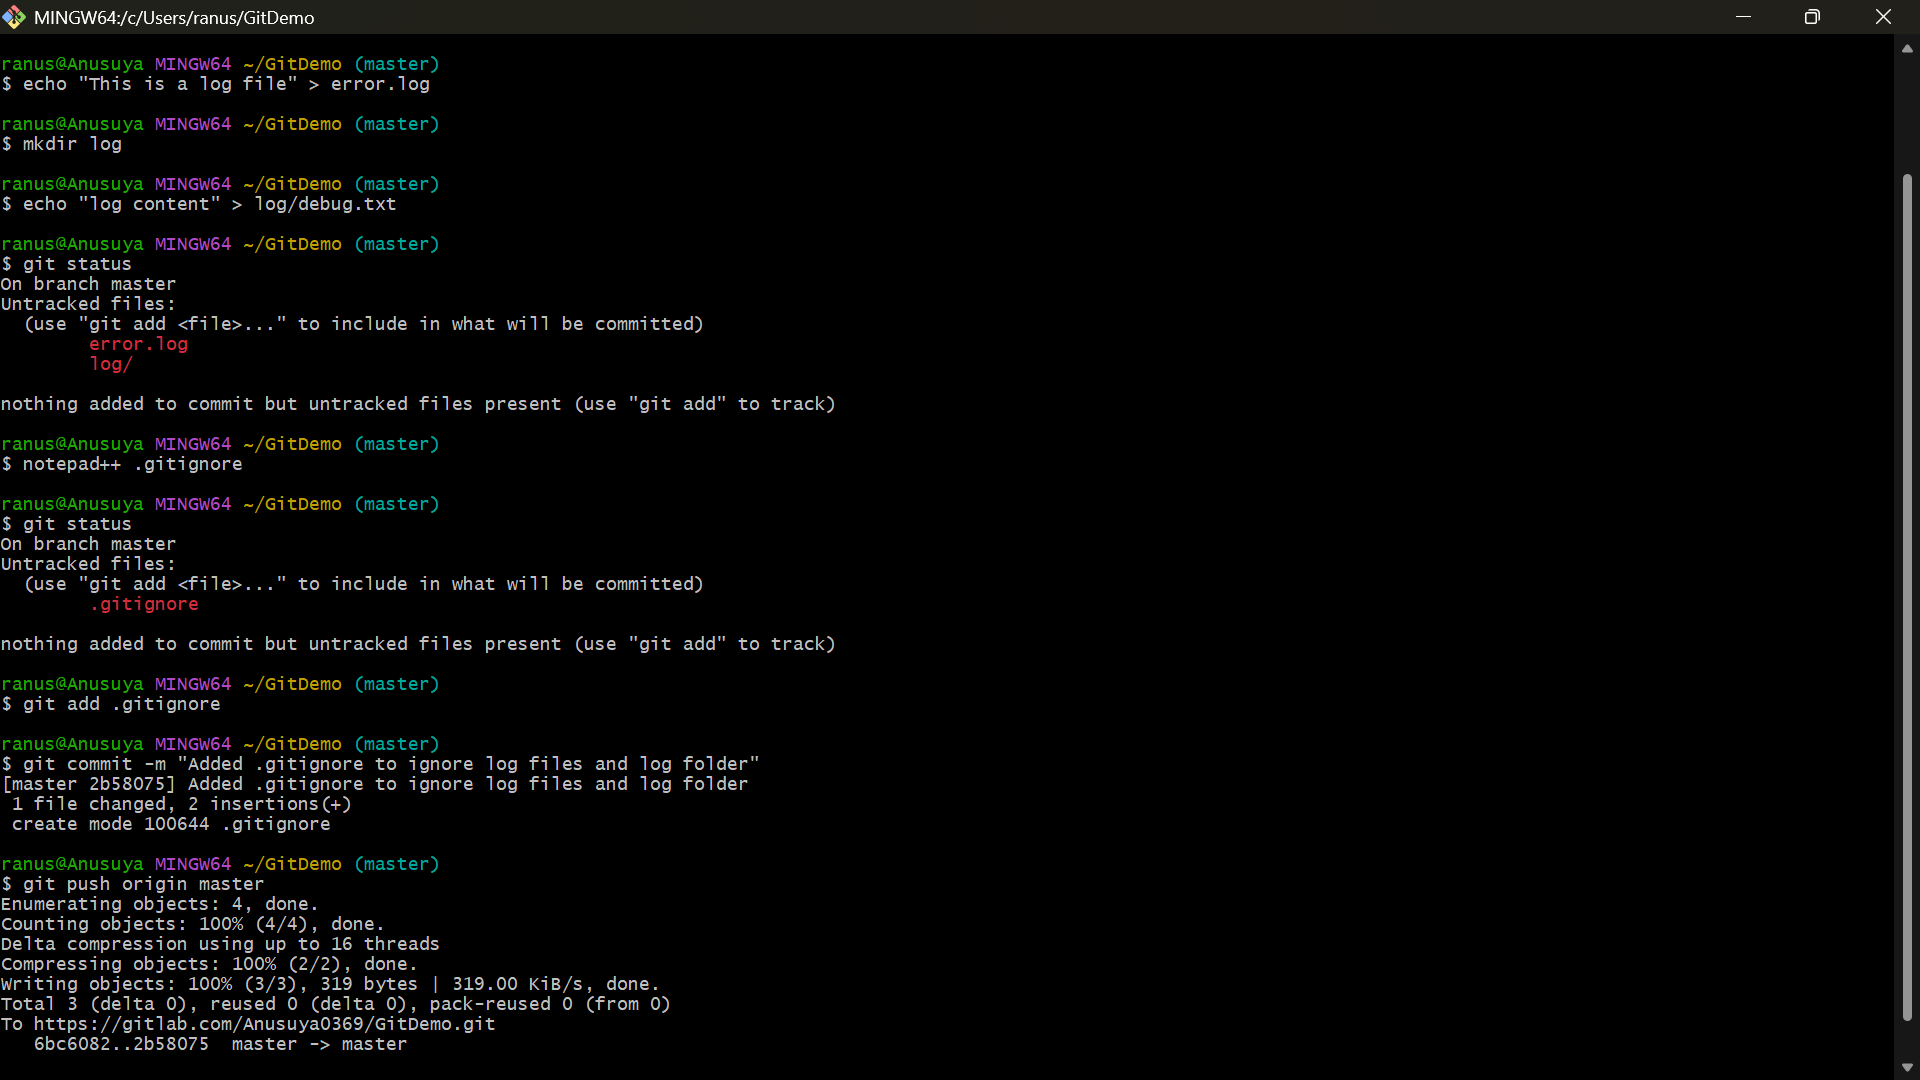 MINGW64:/c/Users/ranus/GitDemo
ranus@Anusuya MINGW64 ~/GitDemo (master)
$ echo "This is a log file" > error.log
ranus@Anusuya MINGW64 ~/GitDemo (master)
$ mkdir log
ranus@Anusuya MINGW64 ~/GitDemo (master)
$ echo "log content" > log/debug.txt
ranus@Anusuya MINGW64 ~/GitDemo (master)
$ git status
On branch master
Untracked files:
  (use "git add <file>..." to include in what will be committed)
        error.log
        log/
nothing added to commit but untracked files present (use "git add" to track)
ranus@Anusuya MINGW64 ~/GitDemo (master)
$ notepad++ .gitignore
ranus@Anusuya MINGW64 ~/GitDemo (master)
$ git status
On branch master
Untracked files:
  (use "git add <file>..." to include in what will be committed)
        .gitignore
nothing added to commit but untracked files present (use "git add" to track)
ranus@Anusuya MINGW64 ~/GitDemo (master)
$ git add .gitignore
ranus@Anusuya MINGW64 ~/GitDemo (master)
$ git commit -m "Added .gitignore to ignore log files and log folder"
[master 2b58075] Added .gitignore to ignore log files and log folder
 1 file changed, 2 insertions(+)
 create mode 100644 .gitignore
ranus@Anusuya MINGW64 ~/GitDemo (master)
$ git push origin master
Enumerating objects: 4, done.
Counting objects: 100% (4/4), done.
Delta compression using up to 16 threads
Compressing objects: 100% (2/2), done.
Writing objects: 100% (3/3), 319 bytes | 319.00 KiB/s, done.
Total 3 (delta 0), reused 0 (delta 0), pack-reused 0 (from 0)
To https://gitlab.com/Anusuya0369/GitDemo.git
   6bc6082..2b58075  master -> master